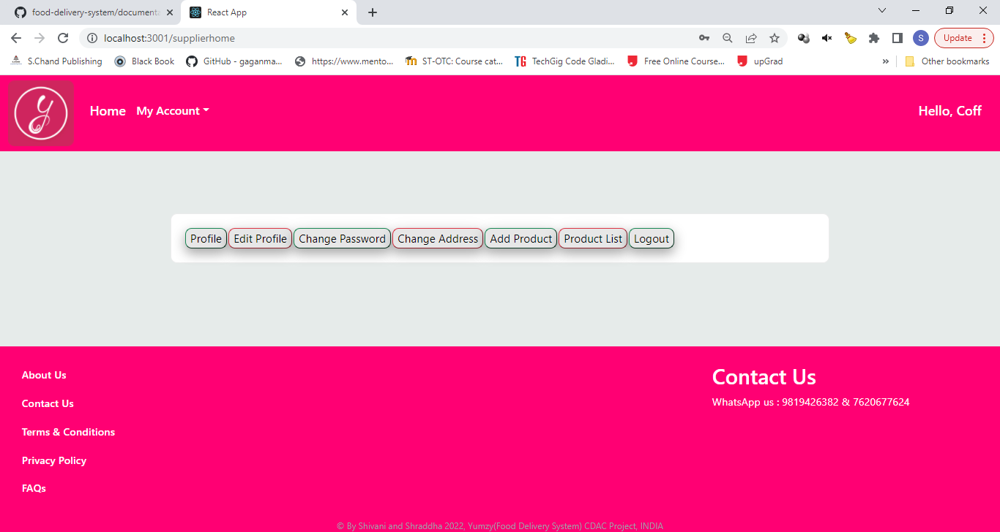 food-delivery-system/documenta
React App
localhost:3001/supplierhome
S
Update
S.Chand Publishing
Black Book
GitHub - gaganma...
https://www.mento...
ST-OTC: Course cat...
TG TechGig Code Gladi...
Free Online Course...
upGrad
»
Other bookmarks
y
Home
My Account
Hello, Coff
Profile
Edit Profile
Change Password
Change Address
Add Product
Product List
Logout
About Us
Contact Us
Terms & Conditions
Privacy Policy
FAQs
Contact Us
WhatsApp us : 9819426382 & 7620677624
© By Shivani and Shraddha 2022, Yumzy(Food Delivery System) CDAC Project, INDIA